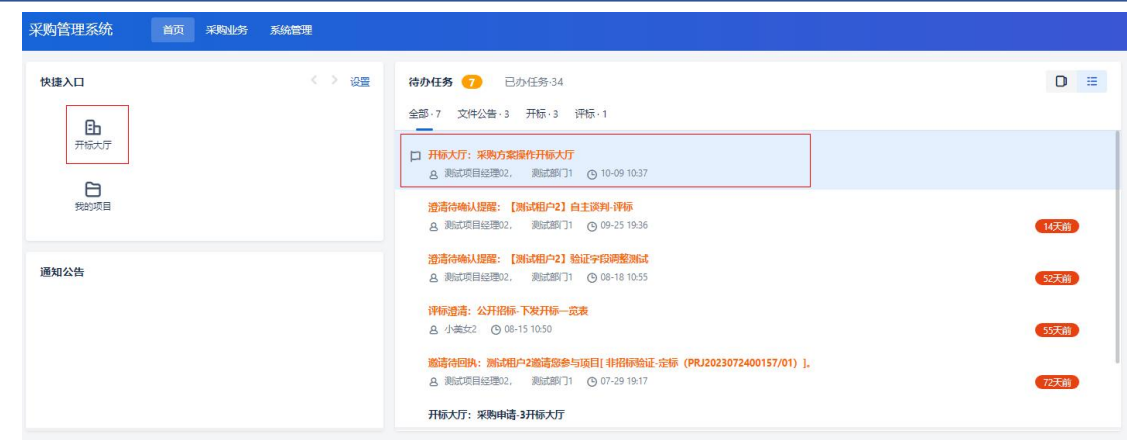 采购管理系统 首页 采购业务 系统管理
快捷入口 设置
开标大厅
我的项目
通知公告
待办任务 7 已办任务·34
全部·7 文件公告·3 开标·3 评标·1
开标大厅：采购方案操作开标大厅
测试项目经理02, 测试部门1 10-09 10:37
澄清待确认提醒：【测试租户2】自主谈判-评标
测试项目经理02, 测试部门1 09-25 19:36 14天前
澄清待确认提醒：【测试租户2】验证字段调整测试
测试项目经理02, 测试部门1 08-18 10:55 52天前
评标澄清：公开招标-下发开标一览表
小美女2 08-15 10:50 55天前
邀请待回执：测试租户2邀请您参与项目[ 非招标验证-定标（PRJ2023072400157/01）]。
测试项目经理02, 测试部门1 07-29 19:17 72天前
开标大厅：采购申请-3开标大厅